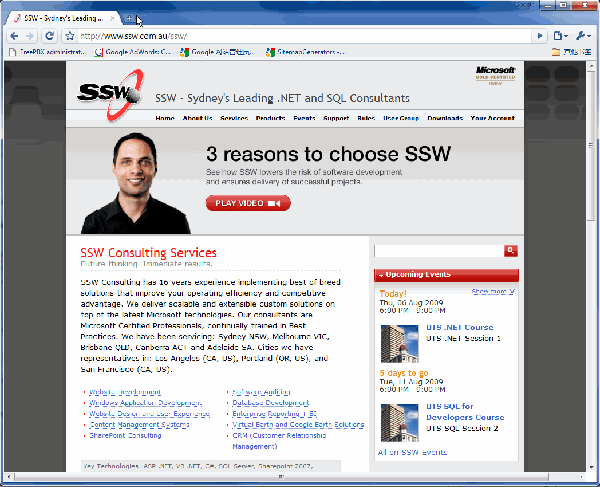 SSW - Sydney's Leading ...
http://www.ssw.com.au/ssw/
FreePBX administrat...
Google AdWords: C...
Google
SitemapGenerators -...
SSW
SSW - Sydney's Leading .NET and SQL Consultants
Microsoft
GOLD CERTIFIED
Partner
Home About Us Services Products Events Support Rules User Group Downloads Your Account
3 reasons to choose SSW
See how SSW lowers the risk of software development
and ensures delivery of successful projects.
PLAY VIDEO
SSW Consulting Services
Future thinking. Immediate results.
SSW Consulting has 16 years experience implementing best of breed
solutions that improve your operating efficiency and competitive
advantage. We deliver scalable and extensible custom solutions on
top of the latest Microsoft technologies. Our consultants are
Microsoft Certified Professionals, continually trained in Best
Practices. We have been servicing: Sydney NSW, Melbourne VIC,
Brisbane QLD, Canberra ACT and Adelaide SA. Cities we have
representatives in: Los Angeles (CA, US), Portland (OR, US), and
San Francisco (CA, US).
Website Development
Windows Application Development
Website Design and User Experience
Content Management Systems
SharePoint Consulting
Software Auditing
Database Development
Enterprise Reporting + BI
Virtual Earth and Google Earth Solutions
CRM (Customer Relationship
Management)
Key Technologies: ASP .NET, VB .NET, C#, SQL Server, Sharepoint 2007,
Upcoming Events
Today! Show more
Thu, 06 Aug 2009
6:00 PM - 9:00 PM
UTS .NET Course
UTS .NET Session 1
5 days to go
Tue, 11 Aug 2009
6:00 PM - 9:00 PM
UTS SQL for
Developers Course
UTS SQL Session 2
All on SSW Events